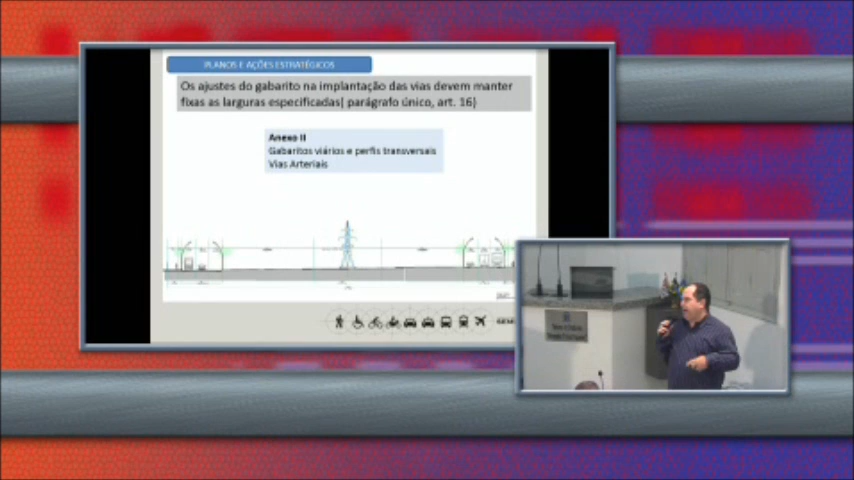 PLANOS E AÇÕES ESTRATÉGICOS
Os ajustes do gabarito na implantação das vias devem manter
fixas as larguras especificadas( parágrafo único, art. 16)
Anexo II
Gabaritos viários e perfis transversais
Vias Arteriais